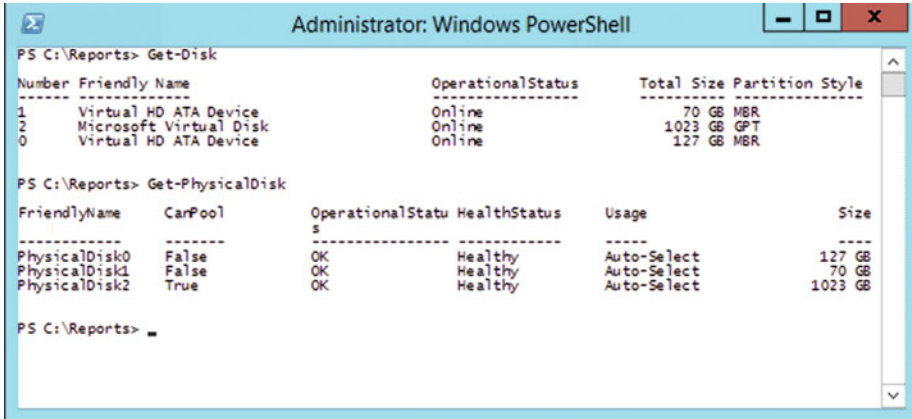 Administrator: Windows PowerShell
PS C:\Reports> Get-Disk
Number Friendly Name OperationalStatus Total Size Partition Style
------ ------------- ----------------- ---------- ---------------
1 Virtual HD ATA Device Online 70 GB MBR
2 Microsoft Virtual Disk Online 1023 GB GPT
0 Virtual HD ATA Device Online 127 GB MBR
PS C:\Reports> Get-PhysicalDisk
FriendlyName CanPool OperationalStatu HealthStatus Usage Size
s
------------ ------- ---------------- ------------ ----- ----
PhysicalDisk0 False OK Healthy Auto-Select 127 GB
PhysicalDisk1 False OK Healthy Auto-Select 70 GB
PhysicalDisk2 True OK Healthy Auto-Select 1023 GB
PS C:\Reports> _